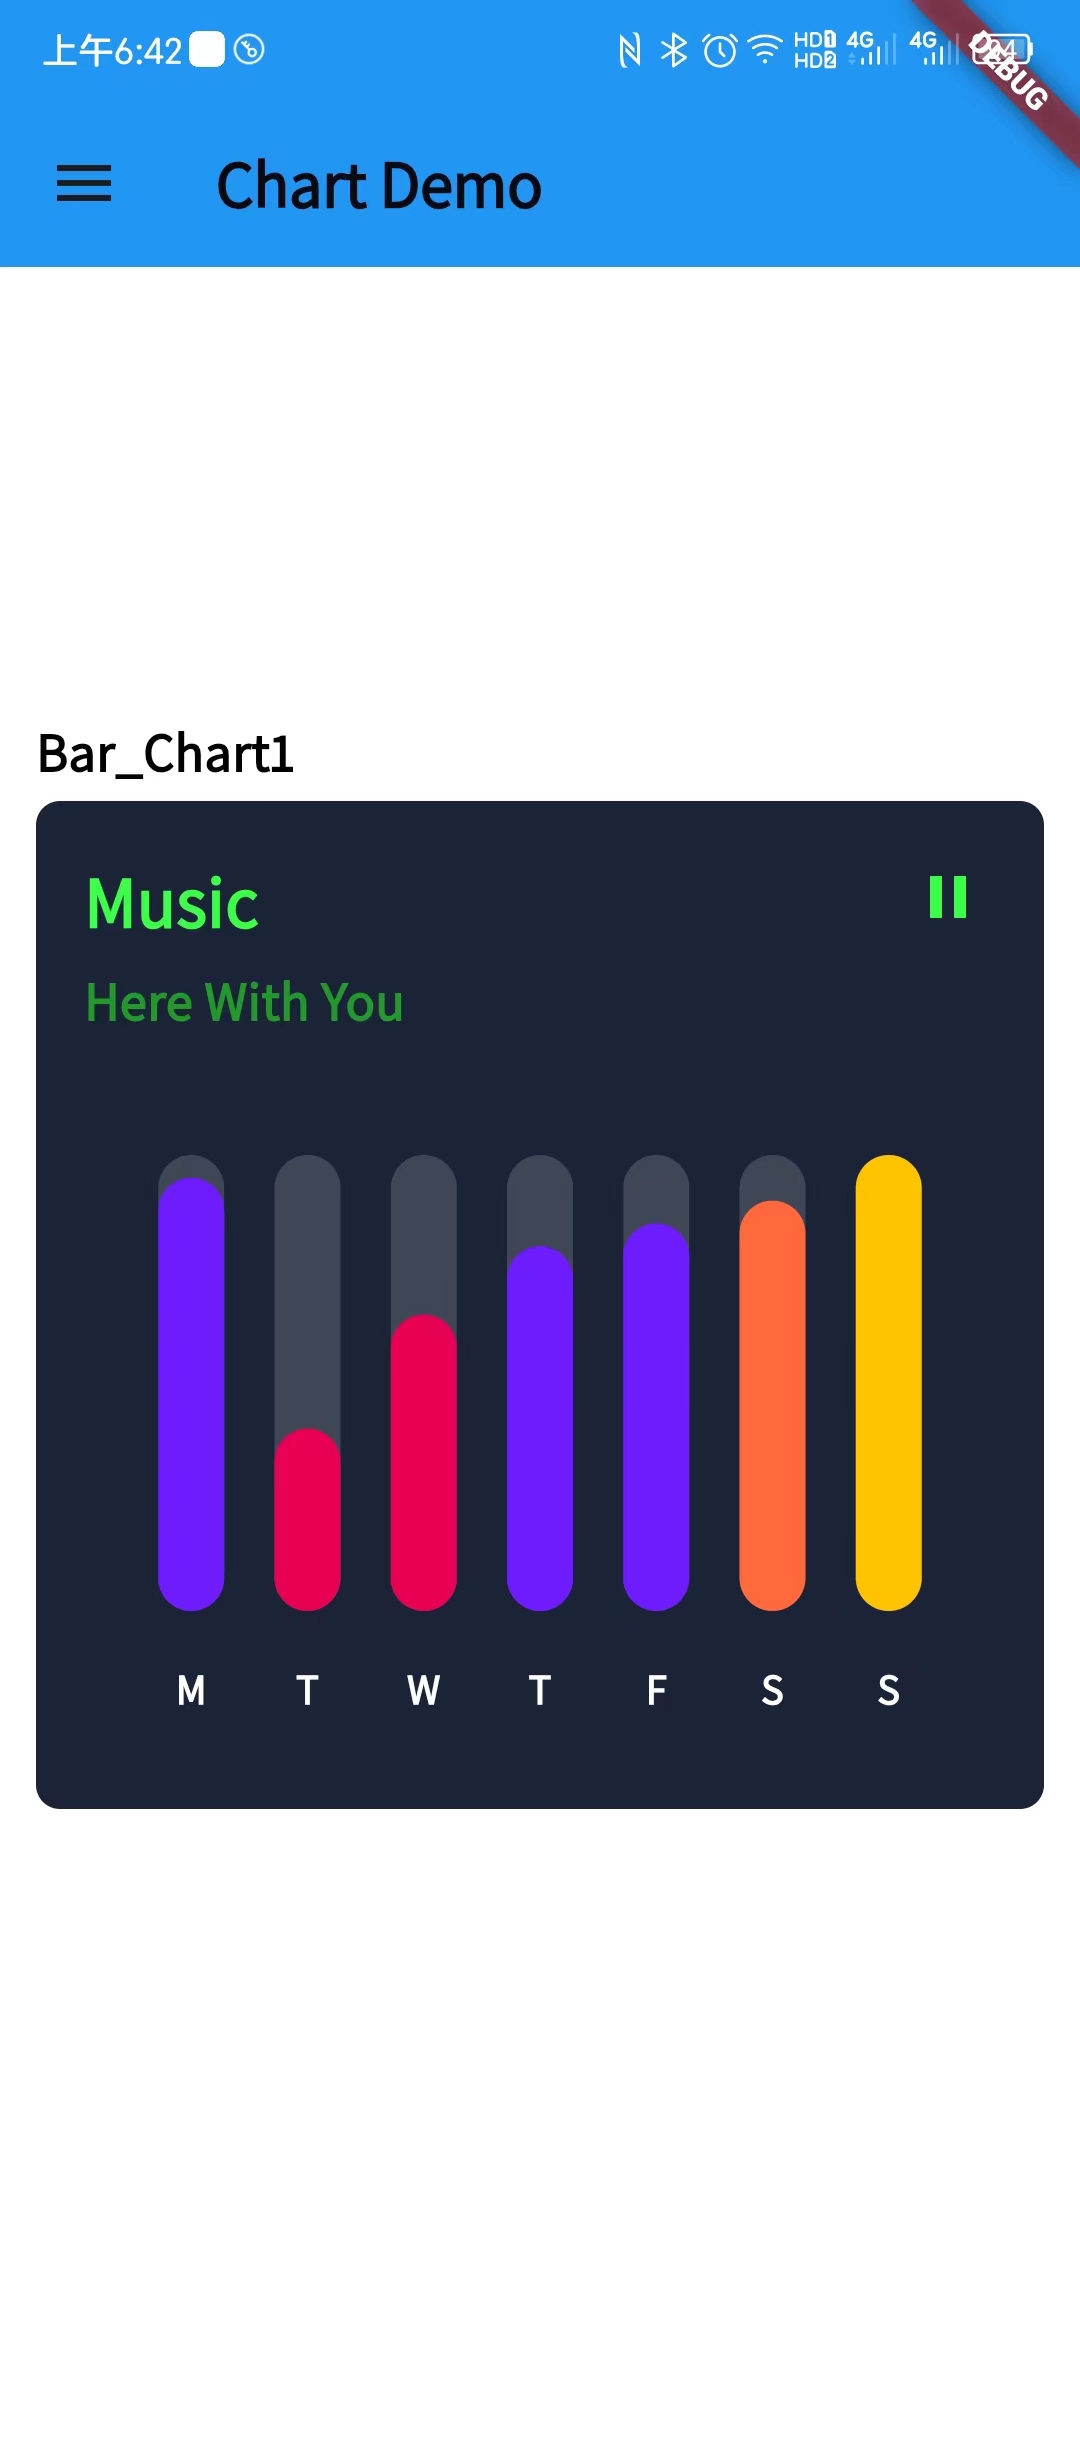 上午6:42 HD1 HD2 4G 4G
DEBUG
Chart Demo
Bar_Chart1
Music
Here With You
M T W T F S S